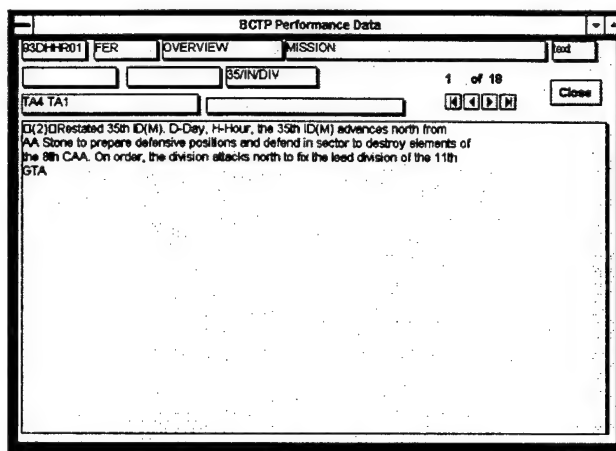 BCTP Performance Data
93DHHR01 FER OVERVIEW MISSION text
35/IN/DIV 1 of 18
Close
TA4 TA1
(2) Restated 35th ID(M). D-Day, H-Hour, the 35th ID(M) advances north from
AA Stone to prepare defensive positions and defend in sector to destroy elements of
the 8th CAA. On order, the division attacks north to fix the lead division of the 11th
GTA